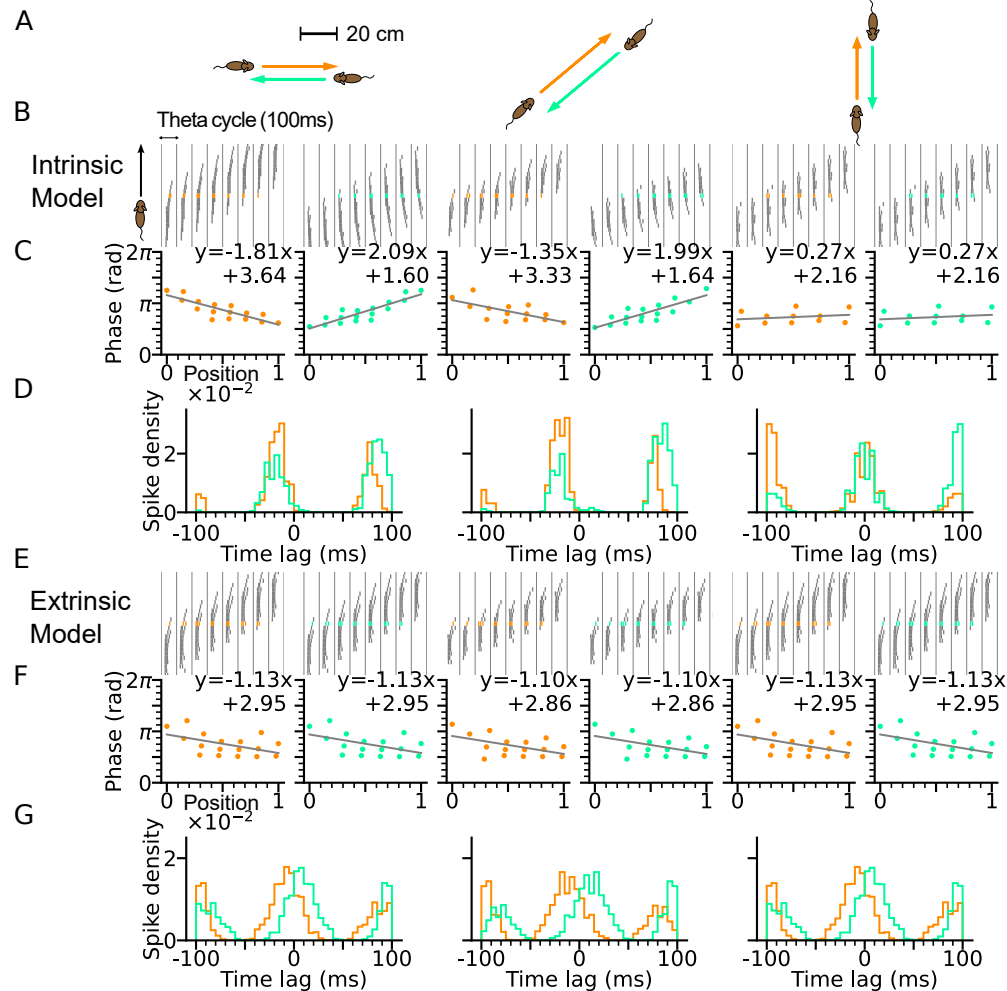 A
20 cm
B
Theta cycle (100ms)
Intrinsic
Model
C
Phase (rad)
2π
π
0
y=-1.81x
+3.64
y=2.09x
+1.60
y=-1.35x
+3.33
y=1.99x
+1.64
y=0.27x
+2.16
y=0.27x
+2.16
0 1 0 1 0 1 0 1 0 1 0 1
Position
D
×10⁻²
Spike density
2
0
-100 0 100 -100 0 100 -100 0 100
Time lag (ms) Time lag (ms) Time lag (ms)
E
Extrinsic
Model
F
Phase (rad)
2π
π
0
y=-1.13x
+2.95
y=-1.13x
+2.95
y=-1.10x
+2.86
y=-1.10x
+2.86
y=-1.13x
+2.95
y=-1.13x
+2.95
0 1 0 1 0 1 0 1 0 1 0 1
Position
G
×10⁻²
Spike density
2
0
-100 0 100 -100 0 100 -100 0 100
Time lag (ms) Time lag (ms) Time lag (ms)